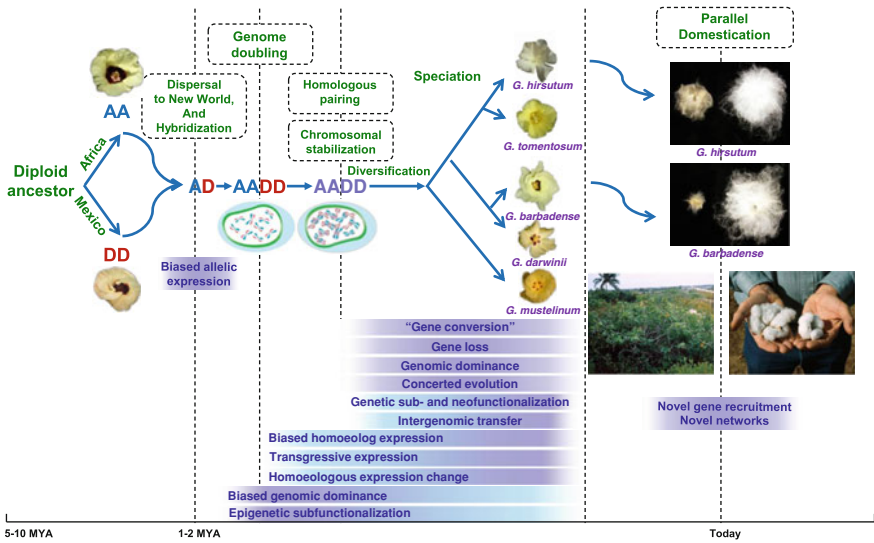 Genome
doubling
Parallel
Domestication
Dispersal
to New World,
And
Hybridization
Homologous
pairing
Chromosomal
stabilization
Speciation
G. hirsutum
G. tomentosum
G. barbadense
G. darwinii
G. mustelinum
G. hirsutum
G. barbadense
AA
Africa
Diploid
ancestor
Mexico
DD
AD
AADD
AADD
Diversification
Biased allelic
expression
“Gene conversion”
Gene loss
Genomic dominance
Concerted evolution
Genetic sub- and neofunctionalization
Intergenomic transfer
Biased homoeolog expression
Transgressive expression
Homoeologous expression change
Biased genomic dominance
Epigenetic subfunctionalization
Novel gene recruitment
Novel networks
5-10 MYA
1-2 MYA
Today